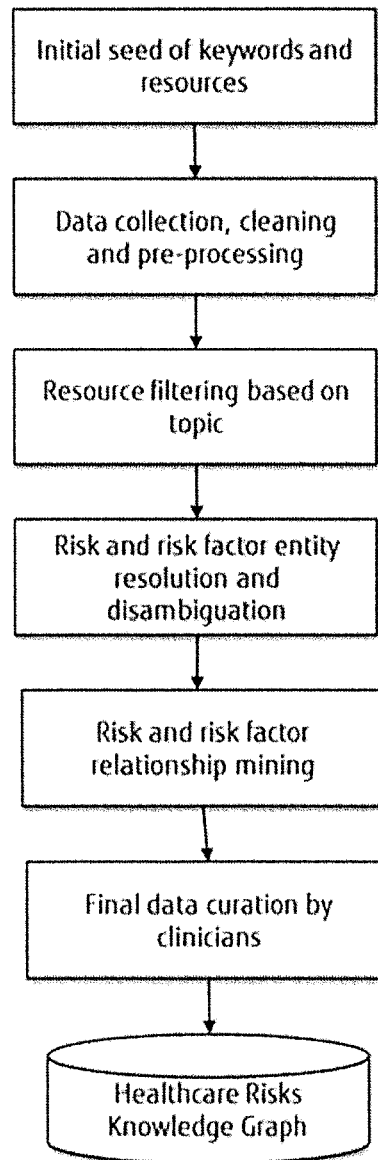 Initial seed of keywords and
resources
Data collection, cleaning
and pre-processing
Resource filtering based on
topic
Risk and risk factor entity
resolution and
disambiguation
Risk and risk factor
relationship mining
Final data curation by
clinicians
Healthcare Risks
Knowledge Graph